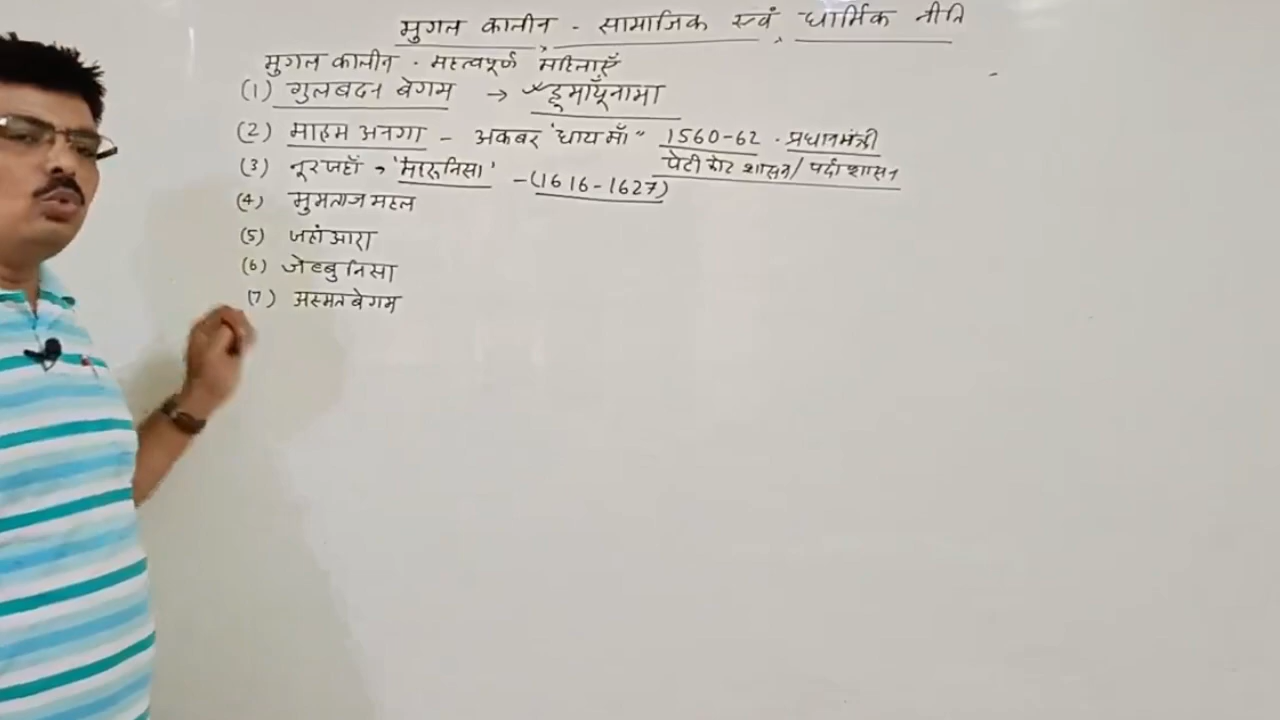 मुगल कालीन - सामाजिक एवं धार्मिक नीति
मुगल कालीन - महत्वपूर्ण महिलाएँ
(1) गुलबदन बेगम → हूमायूँनामा
(2) माहम अनगा - अकबर 'धाय माँ" 1560-62 - प्रधानमंत्री
पेटीकोट शासन/ पर्दा शासन
(3) नूरजहाँ → 'मेहरुनिसा' - (1616-1627)
(4) मुमताज महल
(5) जहांआरा
(6) जेबबुनिसा
(7) अस्मत बेगम